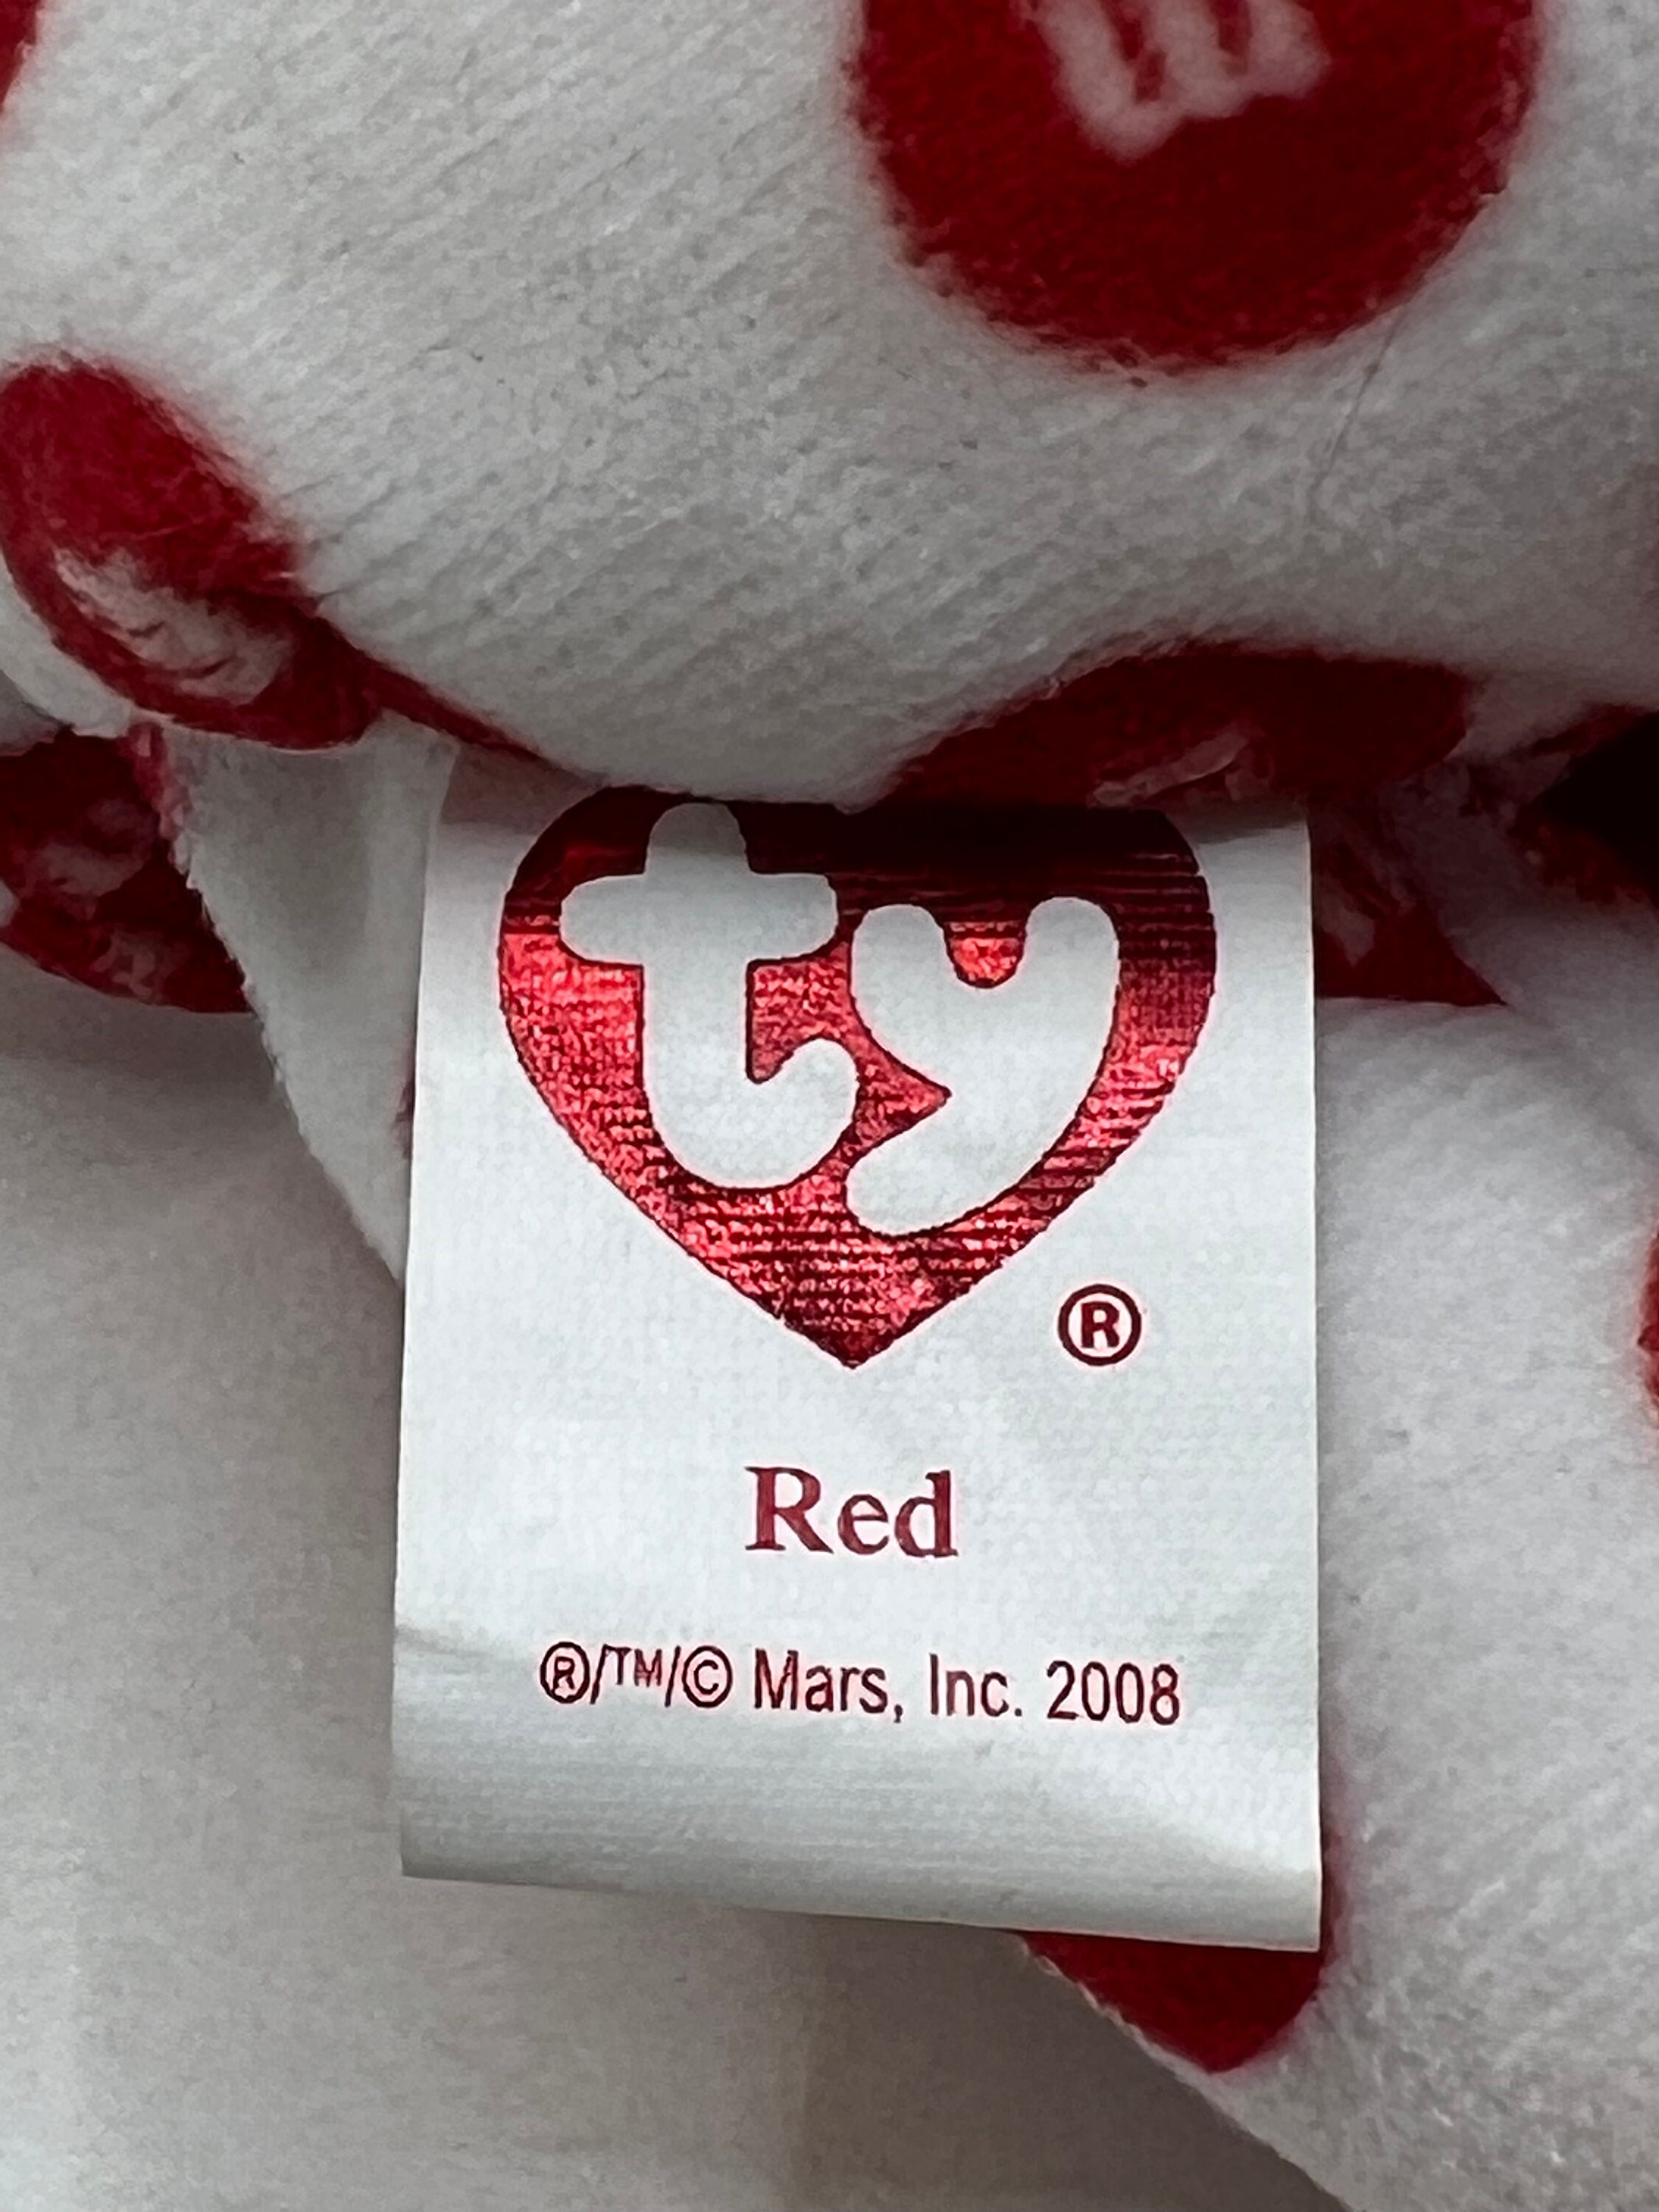 m
ty
®
Red
®/™/© Mars, Inc. 2008